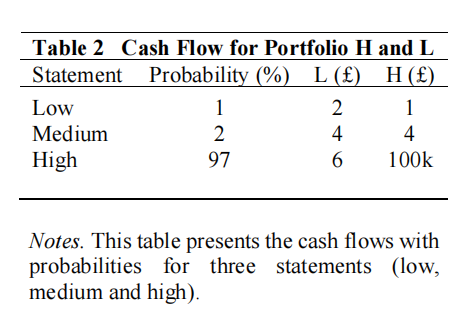 Table 2 Cash Flow for Portfolio H and L
Statement Probability (%) L (£) H (£)
Low 1 2 1
Medium 2 4 4
High 97 6 100k
Notes. This table presents the cash flows with
probabilities for three statements (low,
medium and high).